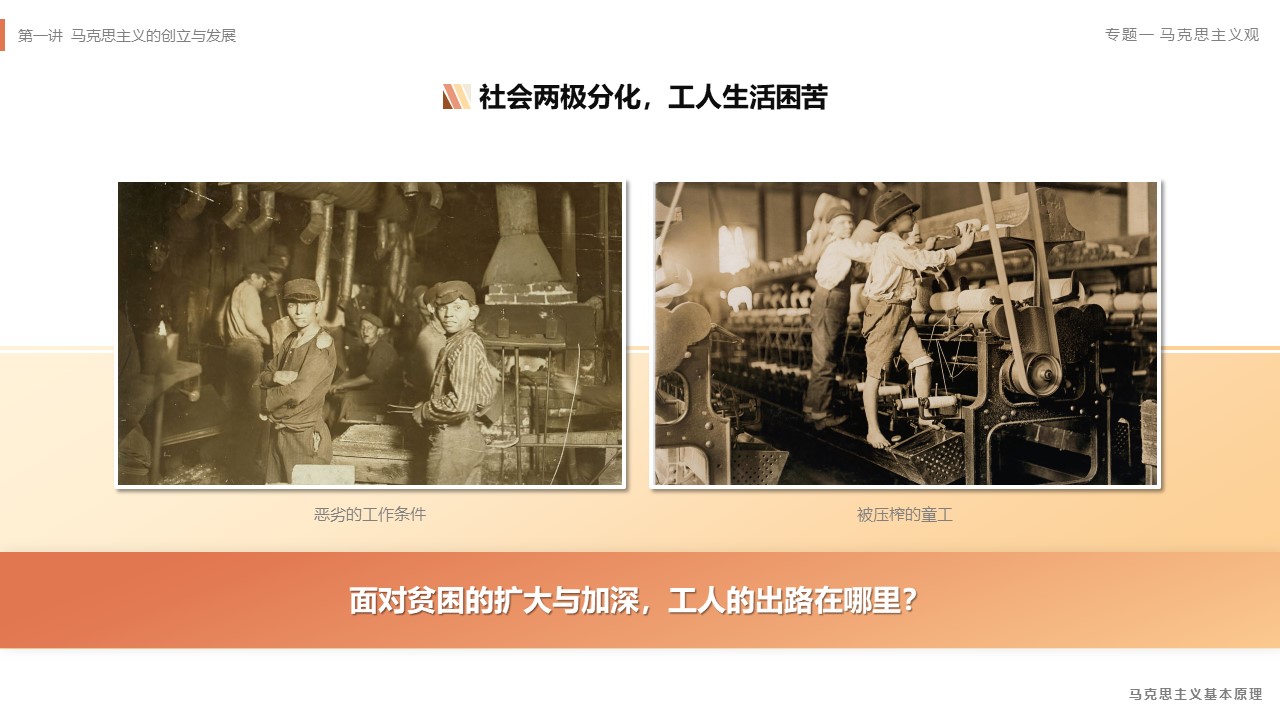 第一讲 马克思主义的创立与发展
专题一 马克思主义观
社会两极分化，工人生活困苦
恶劣的工作条件
被压榨的童工
面对贫困的扩大与加深，工人的出路在哪里？
马克思主义基本原理